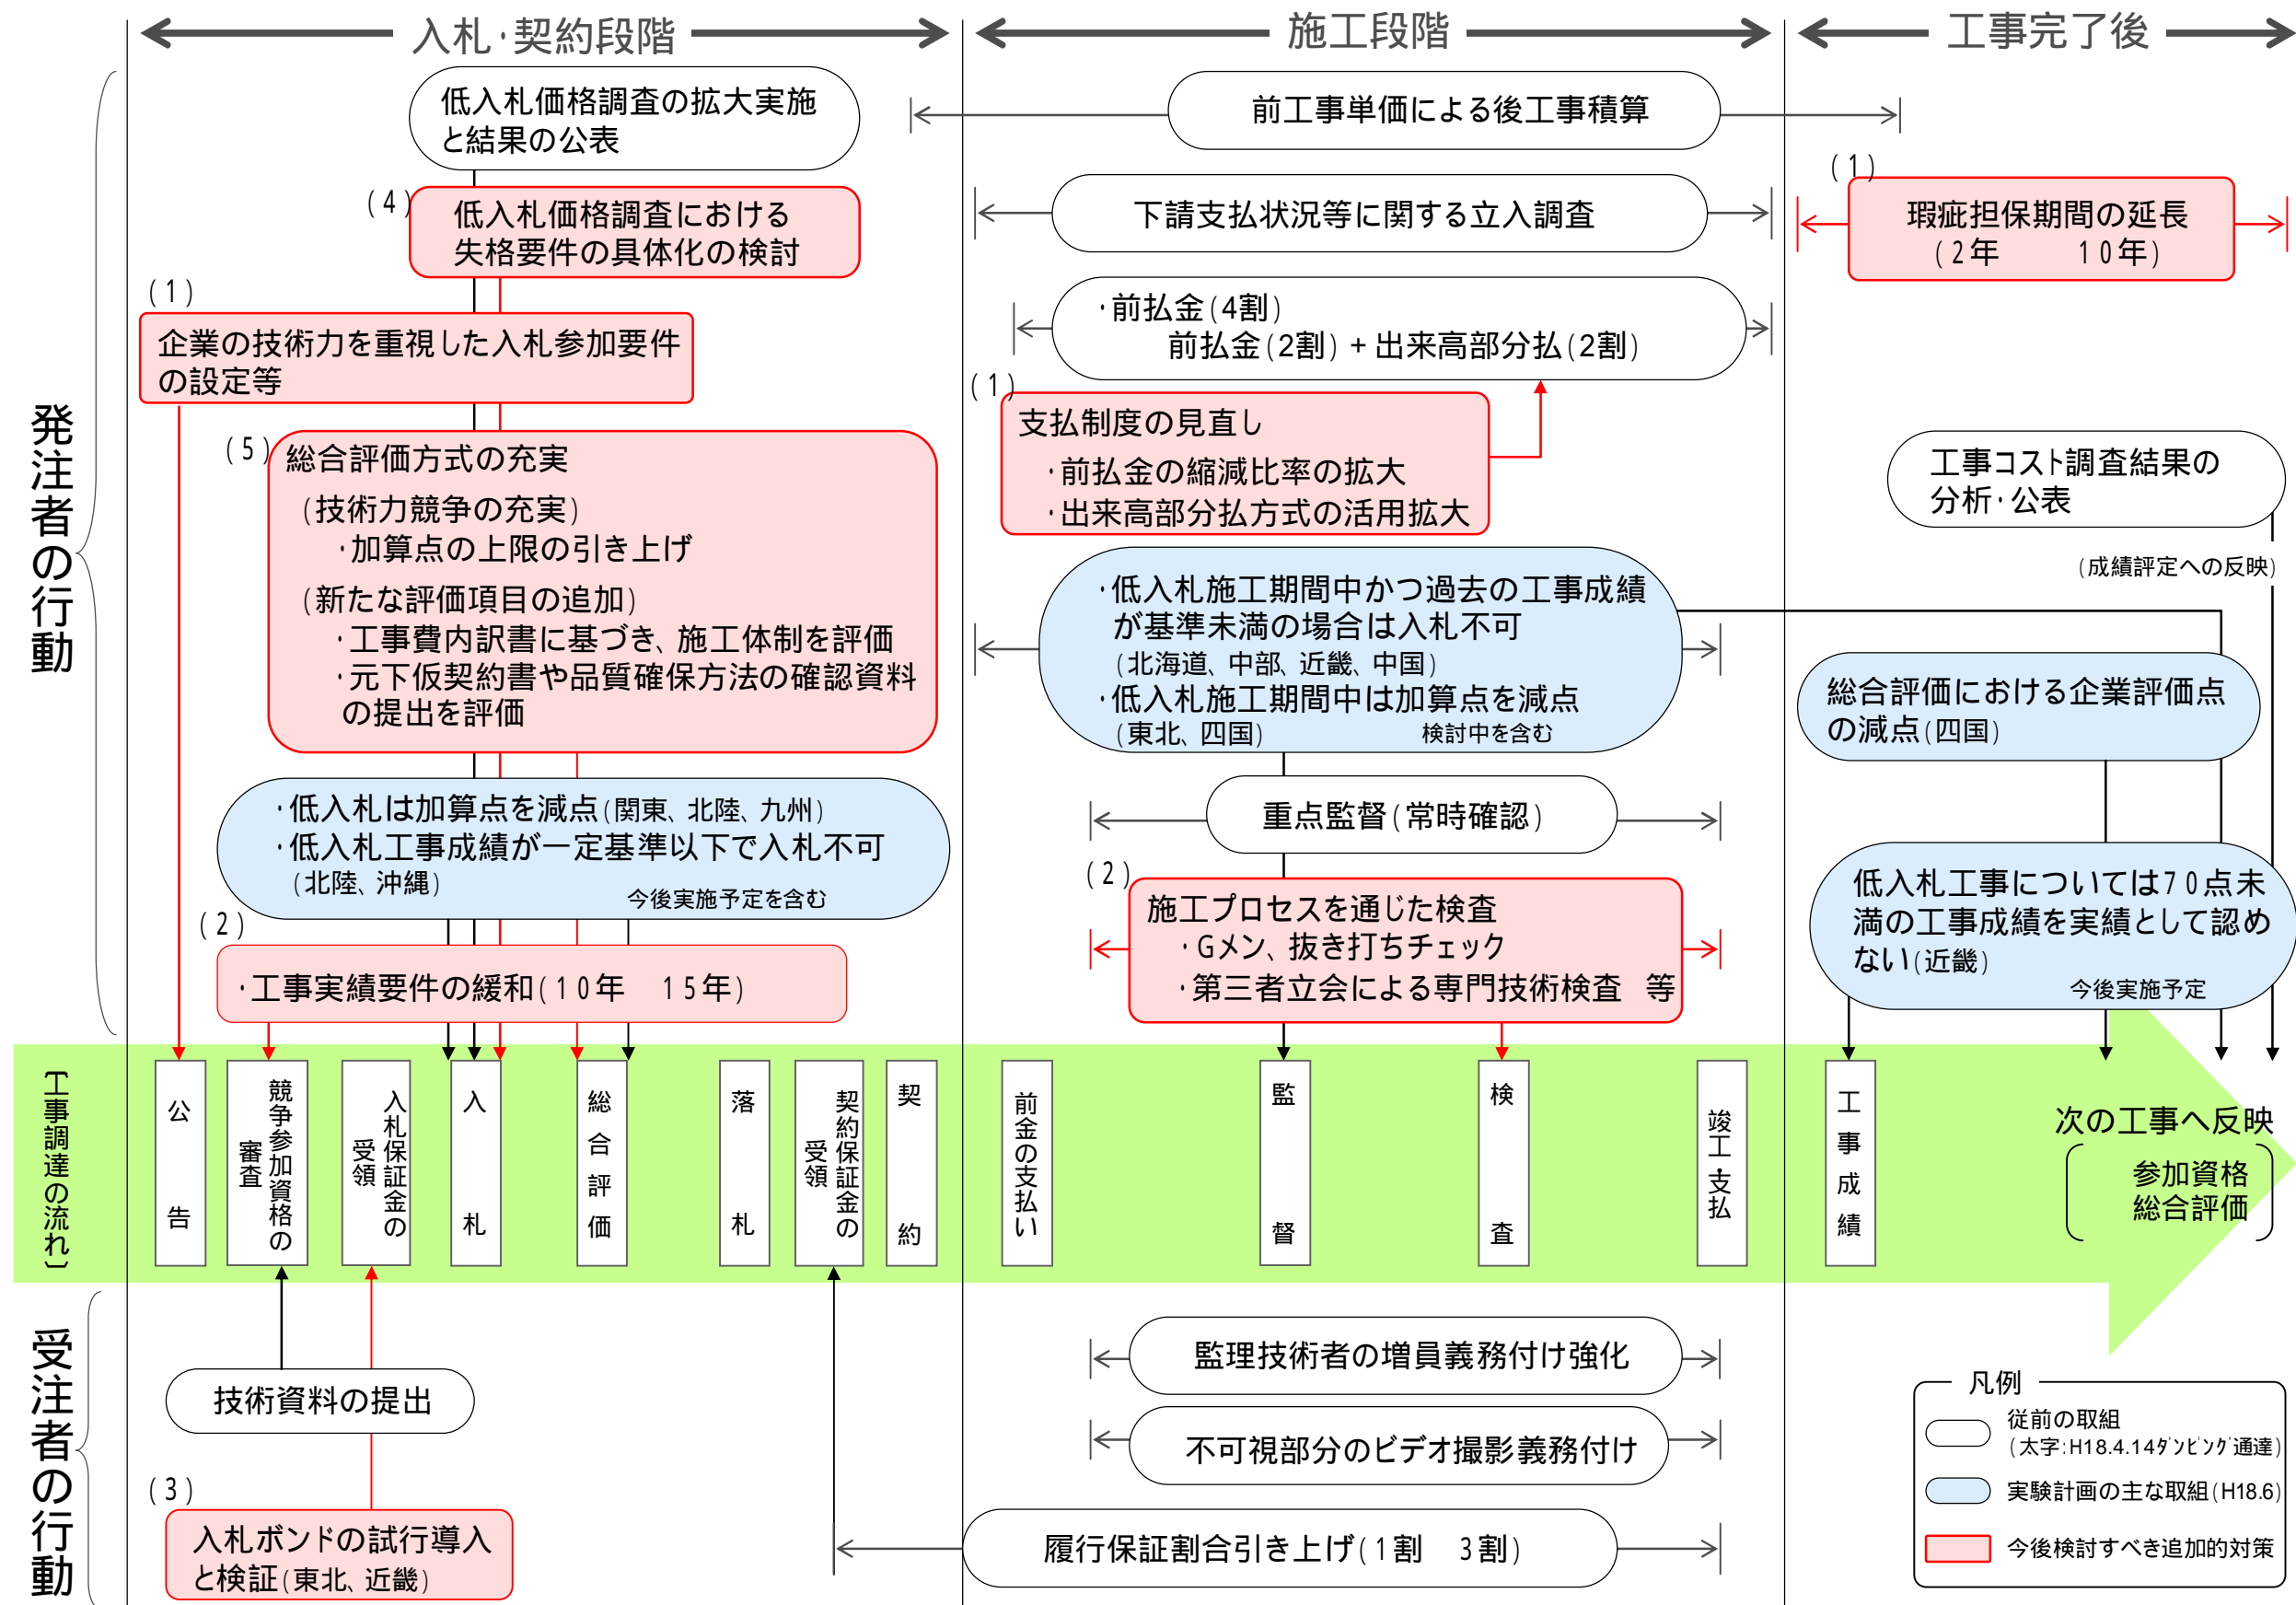 入札・契約段階
施工段階
工事完了後
発注者の行動
低入札価格調査の拡大実施
と結果の公表
(4)
低入札価格調査における
失格要件の具体化の検討
(1)
企業の技術力を重視した入札参加要件
の設定等
(5)
総合評価方式の充実
(技術力競争の充実)
・加算点の上限の引き上げ
(新たな評価項目の追加)
・工事費内訳書に基づき、施工体制を評価
・元下仮契約書や品質確保方法の確認資料
の提出を評価
・低入札は加算点を減点(関東、北陸、九州)
・低入札工事成績が一定基準以下で入札不可
(北陸、沖縄)
今後実施予定を含む
(2)
・工事実績要件の緩和(10年　15年)
前工事単価による後工事積算
下請支払状況等に関する立入調査
・前払金(4割)
前払金(2割)+出来高部分払(2割)
(1)
支払制度の見直し
・前払金の縮減比率の拡大
・出来高部分払方式の活用拡大
・低入札施工期間中かつ過去の工事成績
が基準未満の場合は入札不可
(北海道、中部、近畿、中国)
・低入札施工期間中は加算点を減点
(東北、四国)
検討中を含む
重点監督(常時確認)
(2)
施工プロセスを通じた検査
・Gメン、抜き打ちチェック
・第三者立会による専門技術検査　等
(1)
瑕疵担保期間の延長
(2年　　10年)
工事コスト調査結果の
分析・公表
(成績評定への反映)
総合評価における企業評価点
の減点(四国)
低入札工事については70点未
満の工事成績を実績として認め
ない(近畿)
今後実施予定
〔工事調達の流れ〕
公告
競争参加資格の
審査
入札保証金の
受領
入札
総合評価
落札
契約保証金の
受領
契約
前金の支払い
監督
検査
竣工・支払
工事成績
次の工事へ反映
参加資格
総合評価
受注者の行動
技術資料の提出
(3)
入札ボンドの試行導入
と検証(東北、近畿)
監理技術者の増員義務付け強化
不可視部分のビデオ撮影義務付け
履行保証割合引き上げ(1割　3割)
凡例
従前の取組
(太字:H18.4.14ﾀﾞﾝﾋﾟﾝｸﾞ通達)
実験計画の主な取組(H18.6)
今後検討すべき追加的対策